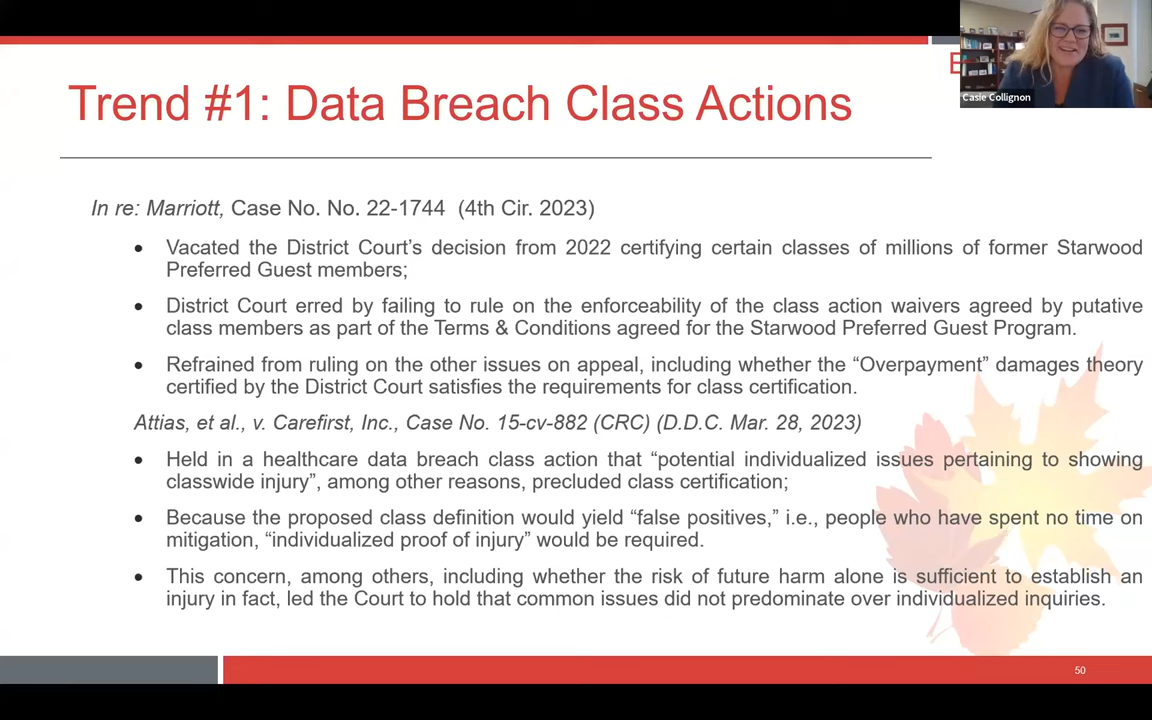 Trend #1: Data Breach Class Actions
E
Casie Collignon
In re: Marriott, Case No. No. 22-1744 (4th Cir. 2023)
• Vacated the District Court’s decision from 2022 certifying certain classes of millions of former Starwood
Preferred Guest members;
• District Court erred by failing to rule on the enforceability of the class action waivers agreed by putative
class members as part of the Terms & Conditions agreed for the Starwood Preferred Guest Program.
• Refrained from ruling on the other issues on appeal, including whether the “Overpayment” damages theory
certified by the District Court satisfies the requirements for class certification.
Attias, et al., v. Carefirst, Inc., Case No. 15-cv-882 (CRC) (D.D.C. Mar. 28, 2023)
• Held in a healthcare data breach class action that “potential individualized issues pertaining to showing
classwide injury”, among other reasons, precluded class certification;
• Because the proposed class definition would yield “false positives,” i.e., people who have spent no time on
mitigation, “individualized proof of injury” would be required.
• This concern, among others, including whether the risk of future harm alone is sufficient to establish an
injury in fact, led the Court to hold that common issues did not predominate over individualized inquiries.
50